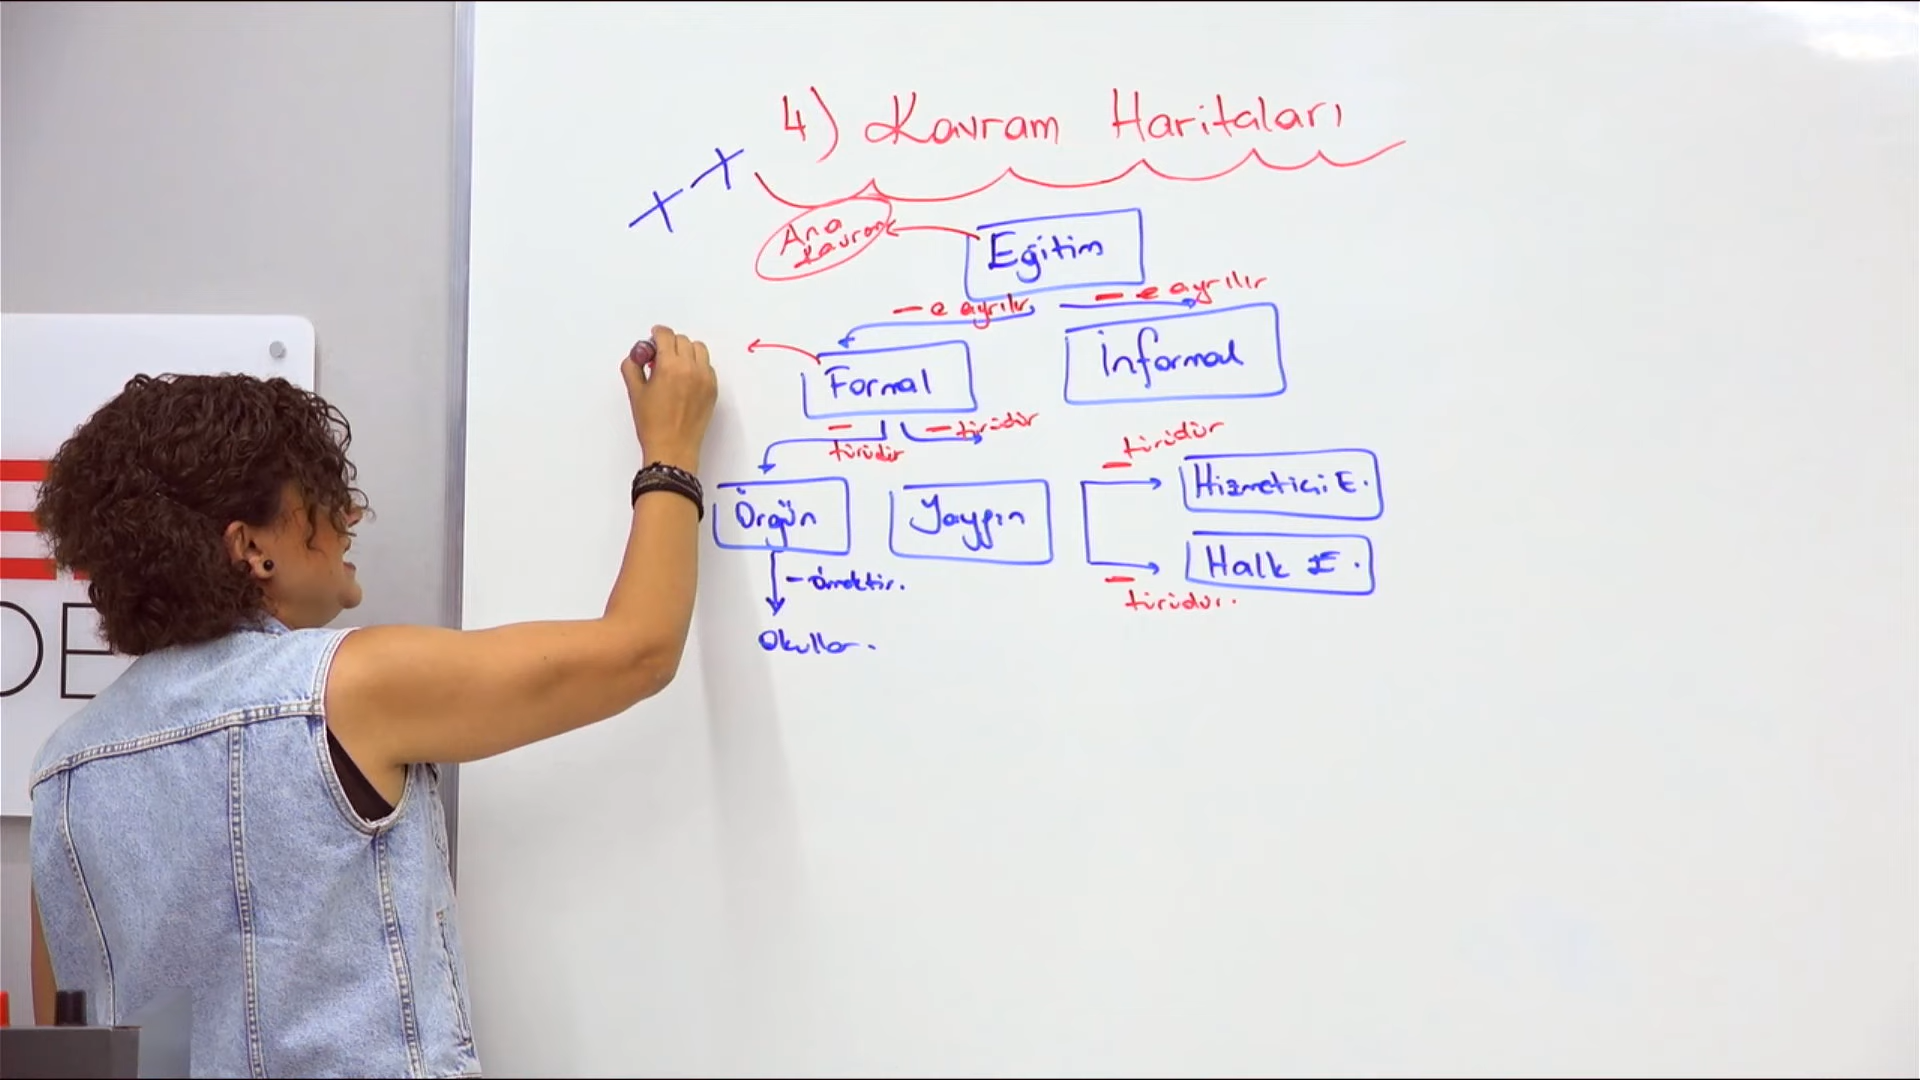 4) Kavram Haritaları
Ana
Kavram
Eğitim
– e ayrılır
– e ayrılır
Formal
İnformal
– türüdür
– türüdür
Örgün
Yaygın
– türüdür
Hizmetiçi E.
Halk E.
– türüdür.
– örnektir.
Okullar.
DE